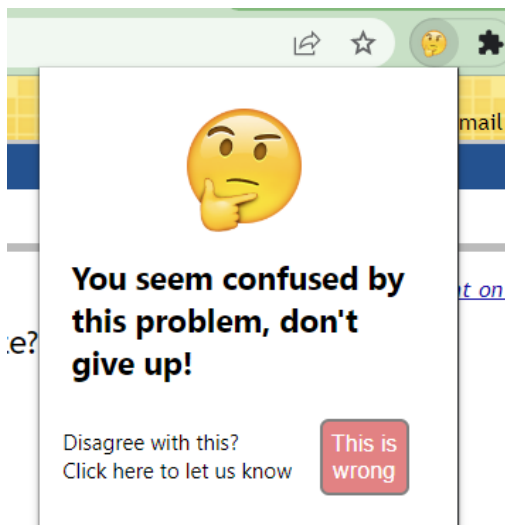 mail
You seem confused by
this problem, don't
give up!
on
e?
Disagree with this?
Click here to let us know
This is
wrong